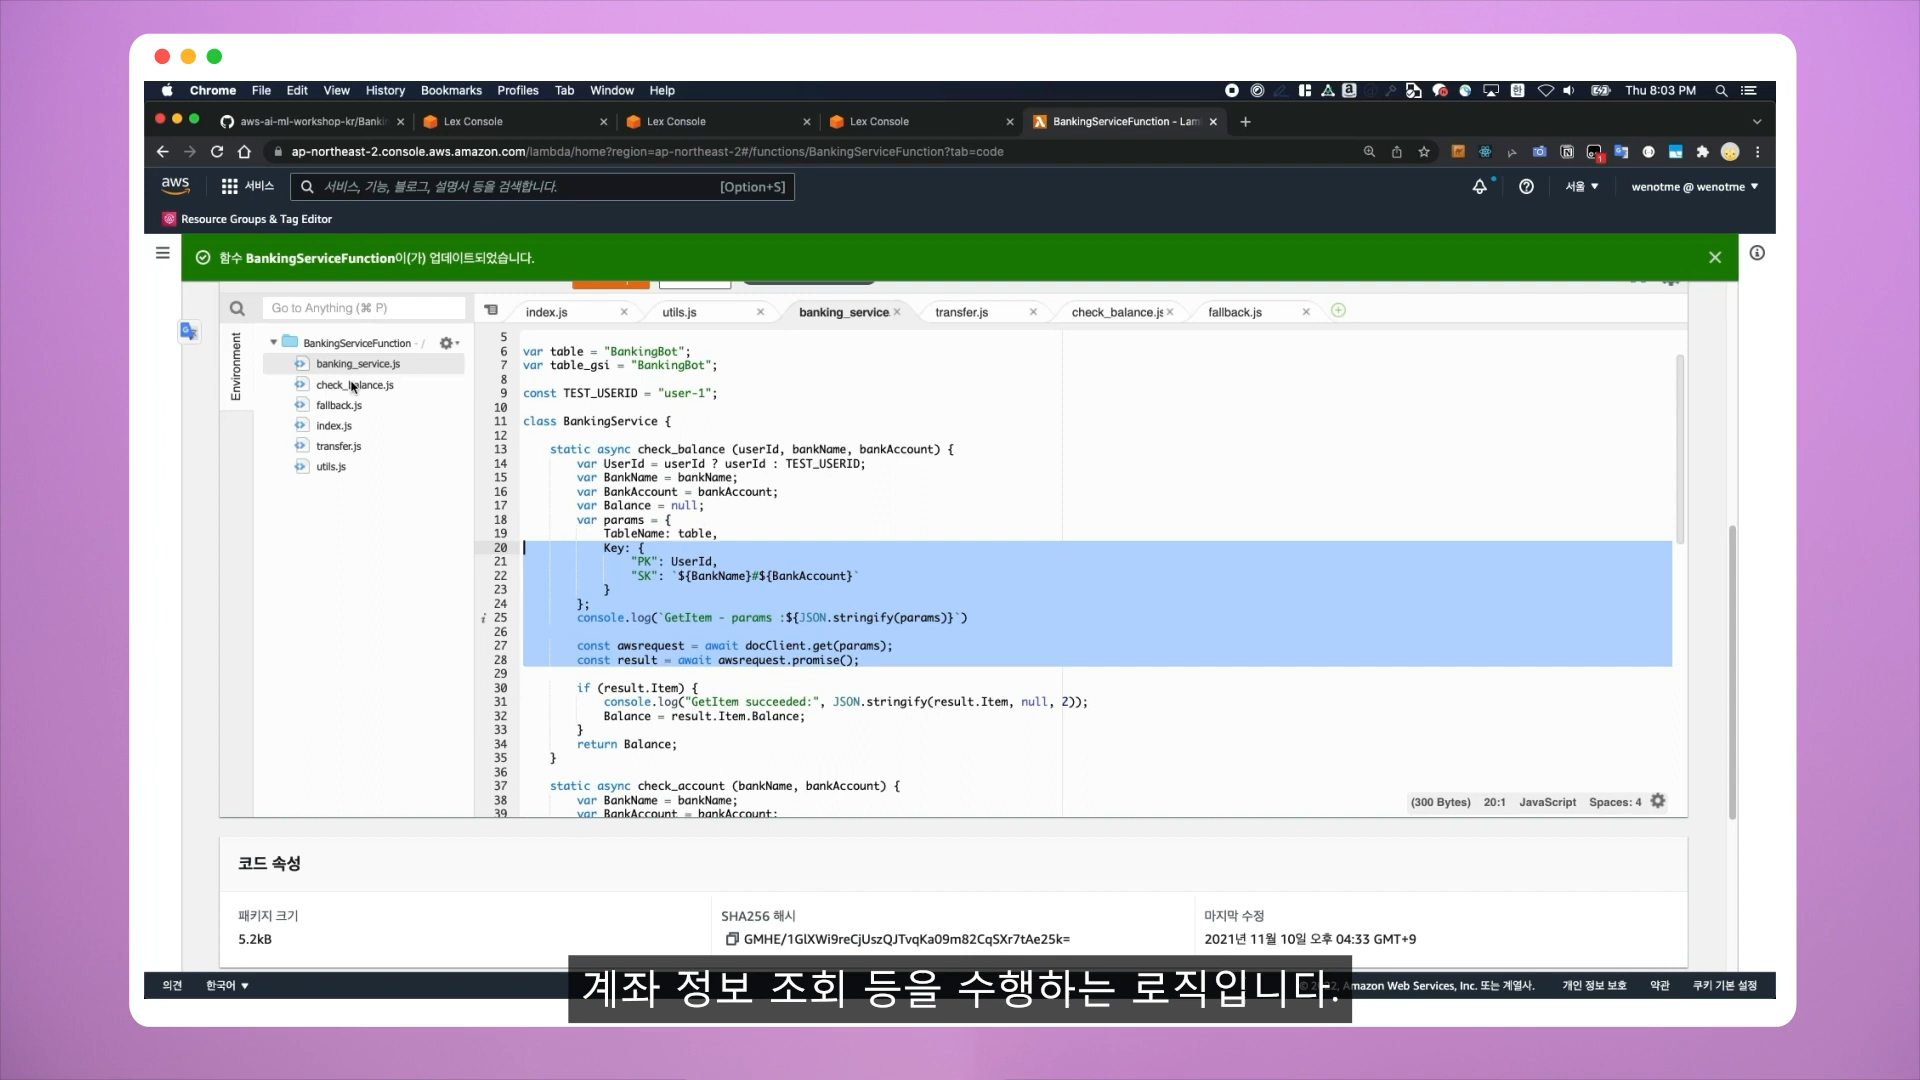 Chrome File Edit View History Bookmarks Profiles Tab Window Help Thu 8:03 PM
aws-ai-ml-workshop-kr/Banki
Lex Console
Lex Console
Lex Console
BankingServiceFunction - Lam
ap-northeast-2.console.aws.amazon.com/lambda/home?region=ap-northeast-2#/functions/BankingServiceFunction?tab=code
aws 서비스 서비스, 기능, 블로그, 설명서 등을 검색합니다. [Option+S] 서울 ▼ wenotme @ wenotme ▼
Resource Groups & Tag Editor
함수 BankingServiceFunction이(가) 업데이트되었습니다.
Go to Anything (⌘ P)
index.js utils.js banking_service. transfer.js check_balance.js fallback.js
Environment
BankingServiceFunction - /
banking_service.js
check_balance.js
fallback.js
index.js
transfer.js
utils.js
5
6 var table = "BankingBot";
7 var table_gsi = "BankingBot";
8
9 const TEST_USERID = "user-1";
10
11 class BankingService {
12
13 static async check_balance (userId, bankName, bankAccount) {
14 var UserId = userId ? userId : TEST_USERID;
15 var BankName = bankName;
16 var BankAccount = bankAccount;
17 var Balance = null;
18 var params = {
19 TableName: table,
20 Key: {
21 "PK": UserId,
22 "SK": `${BankName}#${BankAccount}`
23 }
24 };
25 console.log(`GetItem - params :${JSON.stringify(params)}`)
26
27 const awsrequest = await docClient.get(params);
28 const result = await awsrequest.promise();
29
30 if (result.Item) {
31 console.log("GetItem succeeded:", JSON.stringify(result.Item, null, 2));
32 Balance = result.Item.Balance;
33 }
34 return Balance;
35 }
36
37 static async check_account (bankName, bankAccount) {
38 var BankName = bankName;
39 var BankAccount = bankAccount;
(300 Bytes) 20:1 JavaScript Spaces: 4
코드 속성
패키지 크기
5.2kB
SHA256 해시
GMHE/1GlXWi9reCjUszQJTvqKa09m82CqSXr7tAe25k=
마지막 수정
2021년 11월 10일 오후 04:33 GMT+9
계좌 정보 조회 등을 수행하는 로직입니다.
의견 한국어 ▼ Amazon Web Services, Inc. 또는 계열사. 개인 정보 보호 약관 쿠키 기본 설정